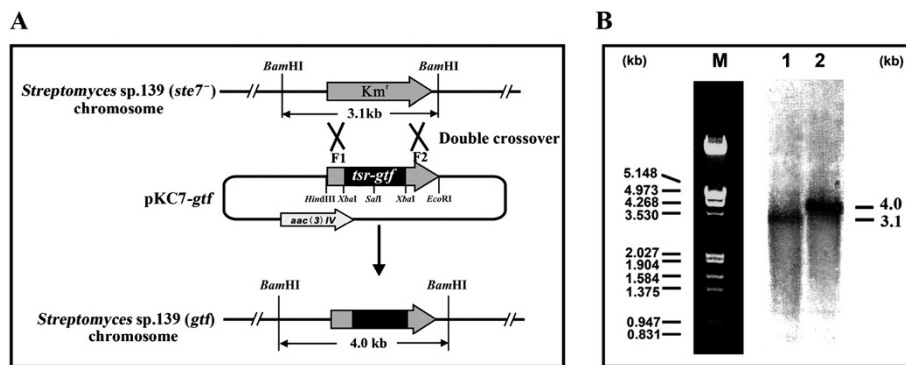 A
BamHI BamHI
Streptomyces sp.139 (ste7⁻)
chromosome
Kmʳ
3.1kb
Double crossover
F1 F2
tsr-gtf
pKC7-gtf
HindIII XbaI SalI XbaI EcoRI
aac(3)IV
BamHI BamHI
Streptomyces sp.139 (gtf)
chromosome
4.0 kb
B
(kb) M 1 2 (kb)
5.148
4.973
4.268
3.530
2.027
1.904
1.584
1.375
0.947
0.831
4.0
3.1